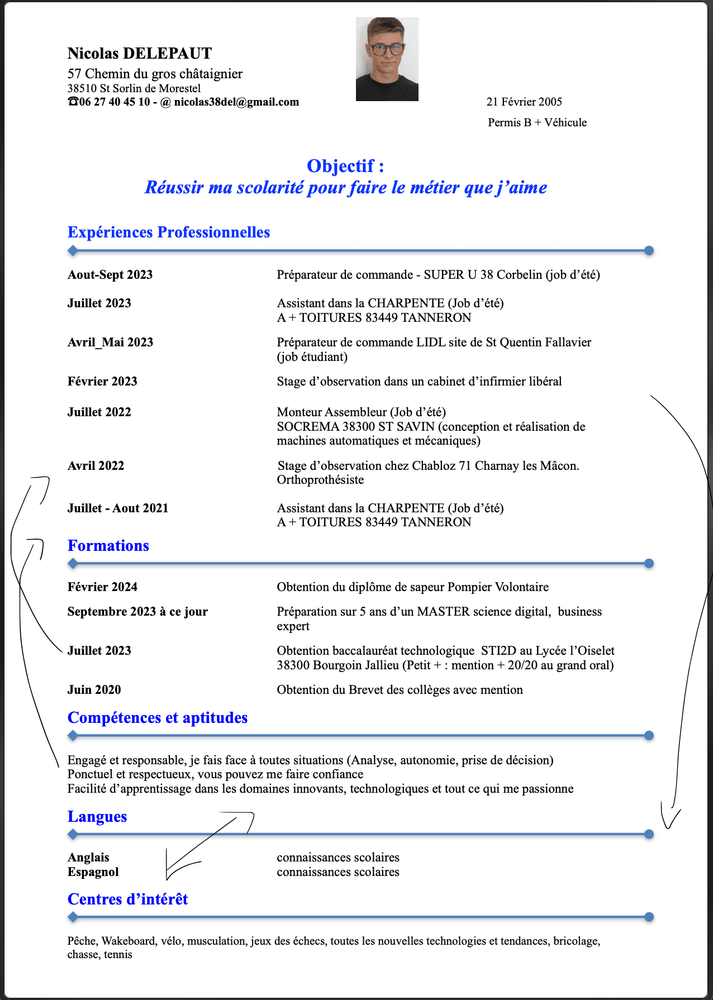 Nicolas DELEPAUT
57 Chemin du gros châtaignier
38510 St Sorlin de Morestel
☎06 27 40 45 10 - @ nicolas38del@gmail.com
21 Février 2005
Permis B + Véhicule
Objectif :
Réussir ma scolarité pour faire le métier que j’aime
Expériences Professionnelles
Aout-Sept 2023 Préparateur de commande - SUPER U 38 Corbelin (job d’été)
Juillet 2023 Assistant dans la CHARPENTE (Job d’été)
A + TOITURES 83449 TANNERON
Avril_Mai 2023 Préparateur de commande LIDL site de St Quentin Fallavier
(job étudiant)
Février 2023 Stage d’observation dans un cabinet d’infirmier libéral
Juillet 2022 Monteur Assembleur (Job d’été)
SOCREMA 38300 ST SAVIN (conception et réalisation de
machines automatiques et mécaniques)
Avril 2022 Stage d’observation chez Chabloz 71 Charnay les Mâcon.
Orthoprothésiste
Juillet - Aout 2021 Assistant dans la CHARPENTE (Job d’été)
A + TOITURES 83449 TANNERON
Formations
Février 2024 Obtention du diplôme de sapeur Pompier Volontaire
Septembre 2023 à ce jour Préparation sur 5 ans d’un MASTER science digital, business
expert
Juillet 2023 Obtention baccalauréat technologique STI2D au Lycée l’Oiselet
38300 Bourgoin Jallieu (Petit + : mention + 20/20 au grand oral)
Juin 2020 Obtention du Brevet des collèges avec mention
Compétences et aptitudes
Engagé et responsable, je fais face à toutes situations (Analyse, autonomie, prise de décision)
Ponctuel et respectueux, vous pouvez me faire confiance
Facilité d’apprentissage dans les domaines innovants, technologiques et tout ce qui me passionne
Langues
Anglais connaissances scolaires
Espagnol connaissances scolaires
Centres d’intérêt
Pêche, Wakeboard, vélo, musculation, jeux des échecs, toutes les nouvelles technologies et tendances, bricolage,
chasse, tennis